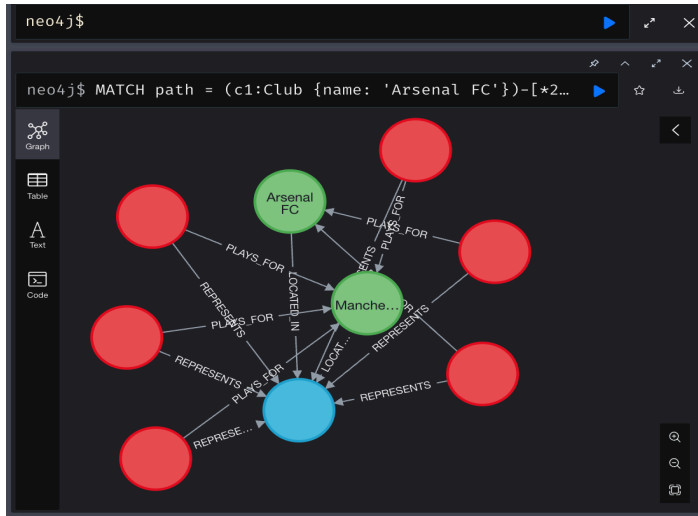 neo4j$
neo4j$ MATCH path = (c1:Club {name: 'Arsenal FC'})-[*2…
Graph
Table
Text
Code
Arsenal
FC
Manche…
PLAYS_FOR
PLAYS_FOR
PLAYS_FOR
PLAYS_FOR
PLAYS_FOR
LOCATED_IN
LOCAT…
REPRESENTS
REPRESENTS
REPRESENTS
REPRESENTS
REPRESE…
ENTS